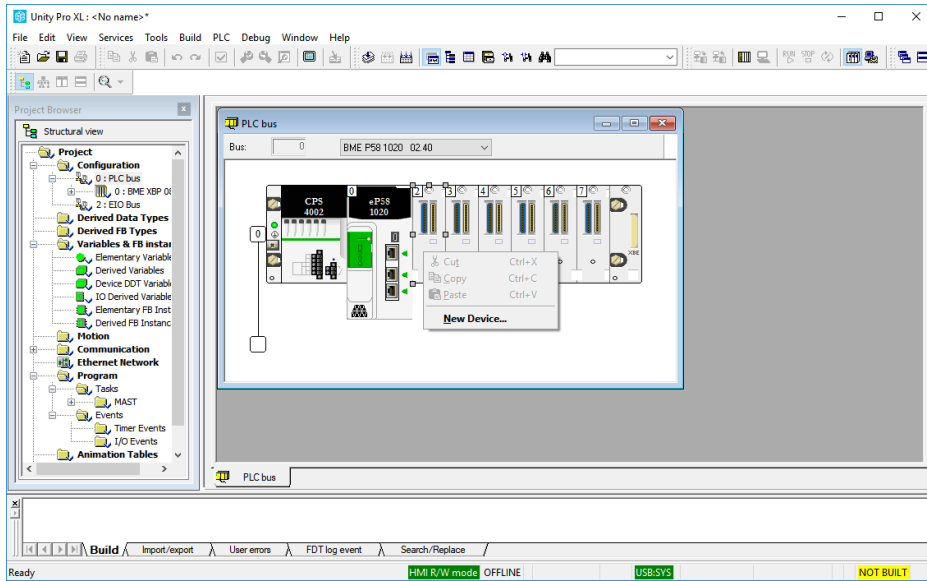 Unity Pro XL : <No name>*
File Edit View Services Tools Build PLC Debug Window Help
RUN STOP
Project Browser
Structural view
Project
Configuration
0 : PLC bus
0 : BME XBP 08
2 : EIO Bus
Derived Data Types
Derived FB Types
Variables & FB instan
Elementary Variable
Derived Variables
Device DDT Variabl
IO Derived Variable
Elementary FB Inst
Derived FB Instanc
Motion
Communication
Ethernet Network
Program
Tasks
MAST
Events
Timer Events
I/O Events
Animation Tables
PLC bus
Bus: 0 BME P58 1020 02.40
0 2 3 4 5 6 7
CPS
4002
eP58
1020
0
XBE
Cut Ctrl+X
Copy Ctrl+C
Paste Ctrl+V
New Device...
PLC bus
Build Import/export User errors FDT log event Search/Replace
Ready HMI R/W mode OFFLINE USB:SYS NOT BUILT